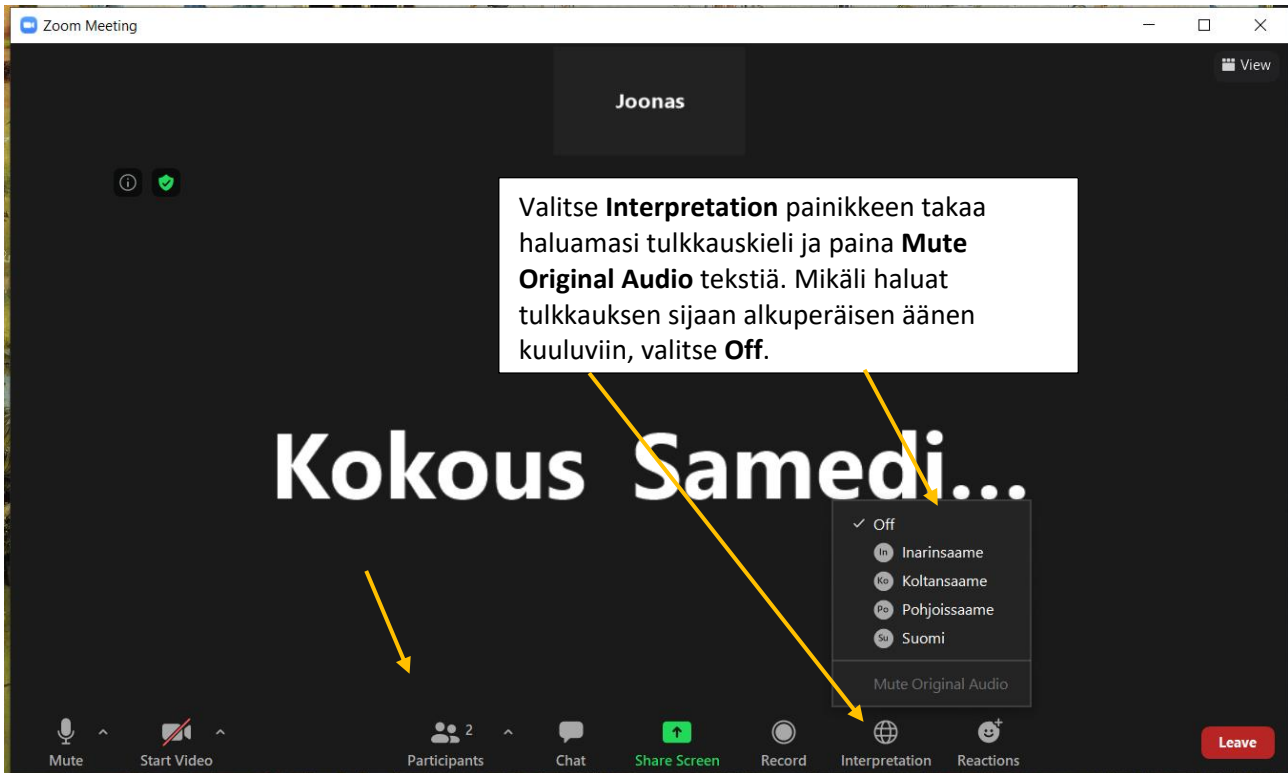 Zoom Meeting
View
Joonas
Valitse Interpretation painikkeen takaa
haluamasi tulkkauskieli ja paina Mute
Original Audio tekstiä. Mikäli haluat
tulkkauksen sijaan alkuperäisen äänen
kuuluviin, valitse Off.
Kokous Samedi...
Off
In Inarinsaame
Ko Koltansaame
Po Pohjoissaame
Su Suomi
Mute Original Audio
2
Mute Start Video Participants Chat Share Screen Record Interpretation Reactions Leave